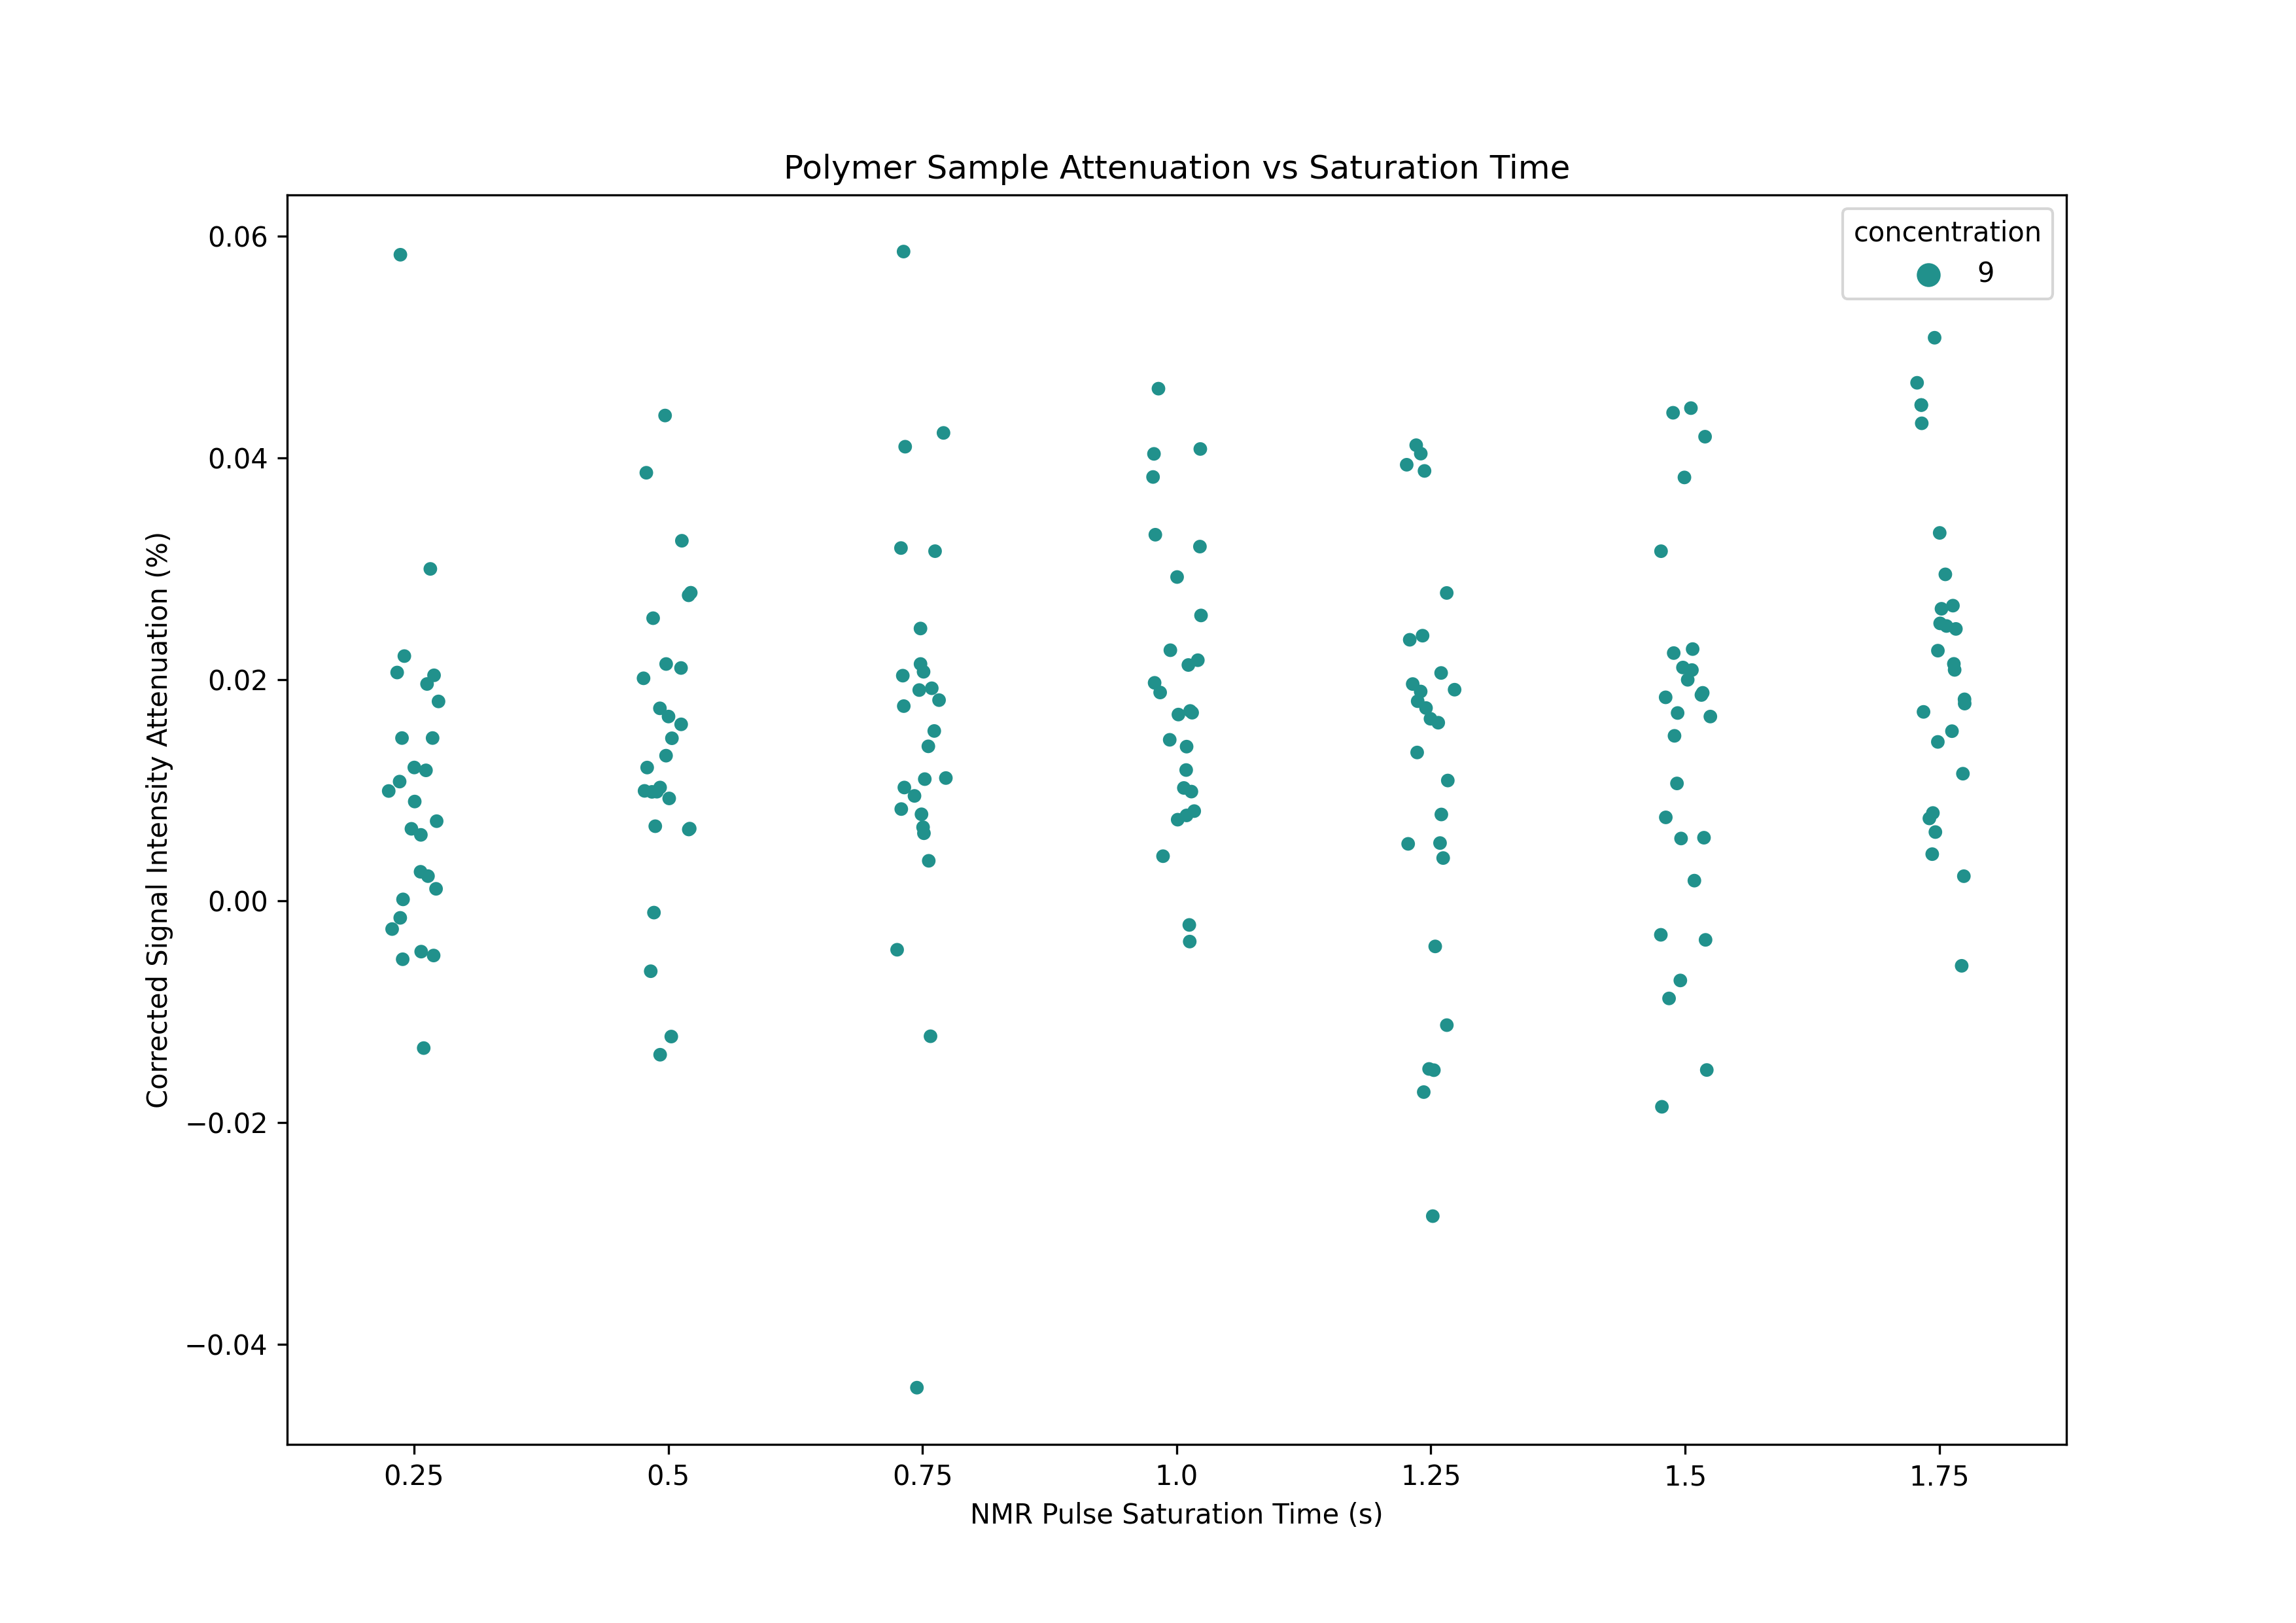 Polymer Sample Attenuation vs Saturation Time
concentration
9
0.06
0.04
0.02
0.00
−0.02
−0.04
Corrected Signal Intensity Attenuation (%)
0.25 0.5 0.75 1.0 1.25 1.5 1.75
NMR Pulse Saturation Time (s)